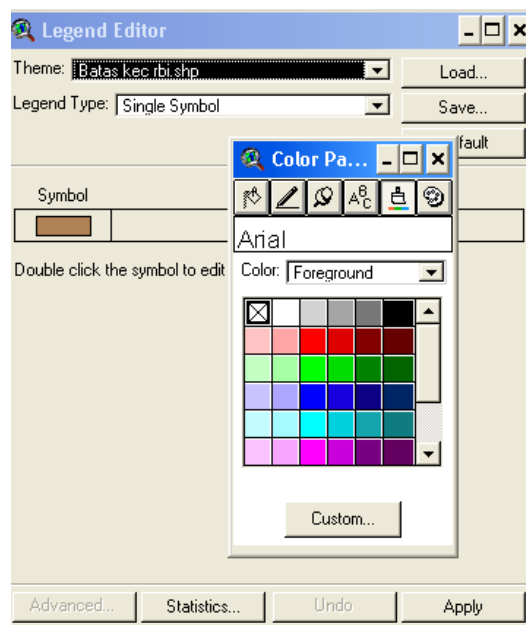 Legend Editor
Theme: Batas kec rbi.shp
Load...
Legend Type: Single Symbol
Save...
fault
Color Pa...
Symbol
ABC
Arial
Double click the symbol to edit
Color: Foreground
Custom...
Advanced...
Statistics...
Undo
Apply